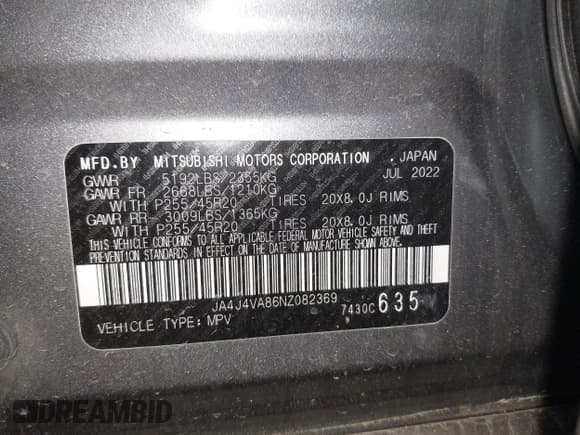 MFD.BY MITSUBISHI MOTORS CORPORATION , JAPAN
GVWR 5192LBS/2355KG JUL 2022
GAWR FR 2668LBS/1210KG
WITH P255/45R20 TIRES 20X8.0J RIMS
GAWR RR 3009LBS/1365KG
WITH P255/45R20 TIRES 20X8.0J RIMS
THIS VEHICLE CONFORMS TO ALL APPLICABLE FEDERAL MOTOR VEHICLE SAFETY AND THEFT
PREVENTION STANDARDS IN EFFECT ON THE DATE OF MANUFACTURE SHOWN ABOVE.
JA4J4VA86NZ082369
7430C 635
VEHICLE TYPE: MPV
DREAMBID